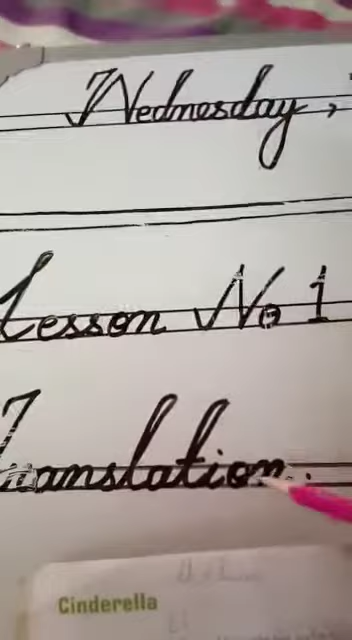 Wednesday,
Lesson No 1
Translation.
Cinderella